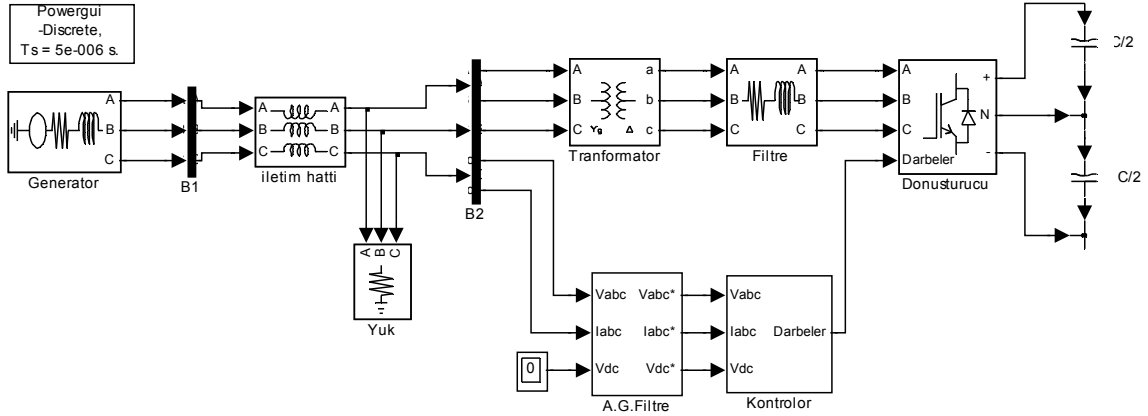 Powergui
-Discrete,
Ts = 5e-006 s.
A
B
C
Generator
B1
A
B
C
A
B
C
iletim hatti
A
B
C
Yuk
B2
A
B
C
Yg
Δ
a
b
c
Tranformator
A
B
C
A
B
C
Filtre
A
B
C
Darbeler
+
N
-
Donusturucu
C/2
C/2
0
Vabc
Iabc
Vdc
Vabc*
Iabc*
Vdc*
A.G.Filtre
Vabc
Iabc
Vdc
Darbeler
Kontrolor